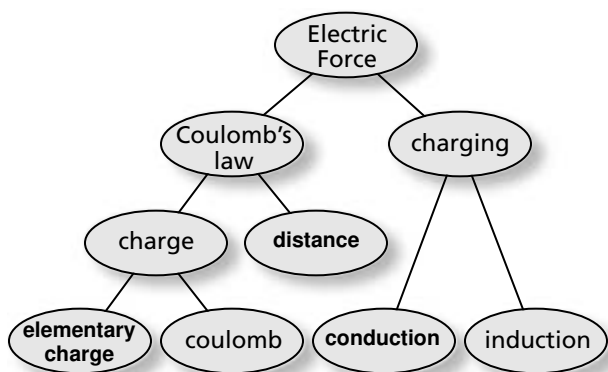 Electric
Force
Coulomb's
law
charging
charge
distance
elementary
charge
coulomb
conduction
induction